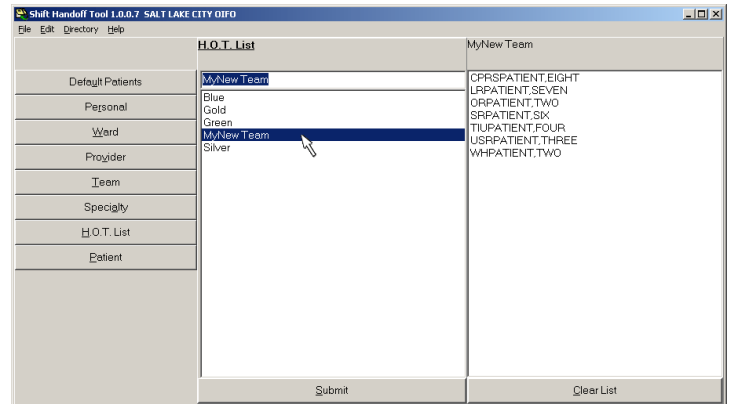 Shift Handoff Tool 1.0.0.7 SALT LAKE CITY OIFO
File Edit Directory Help
H.O.T. List
MyNew Team
Default Patients
Personal
Ward
Provider
Team
Specialty
H.O.T. List
Patient
MyNew Team
Blue
Gold
Green
MyNew Team
Silver
CPRSPATIENT,EIGHT
LRPATIENT,SEVEN
ORPATIENT,TWO
SRPATIENT,SIX
TIUPATIENT,FOUR
USRPATIENT,THREE
WHPATIENT,TWO
Submit
Clear List